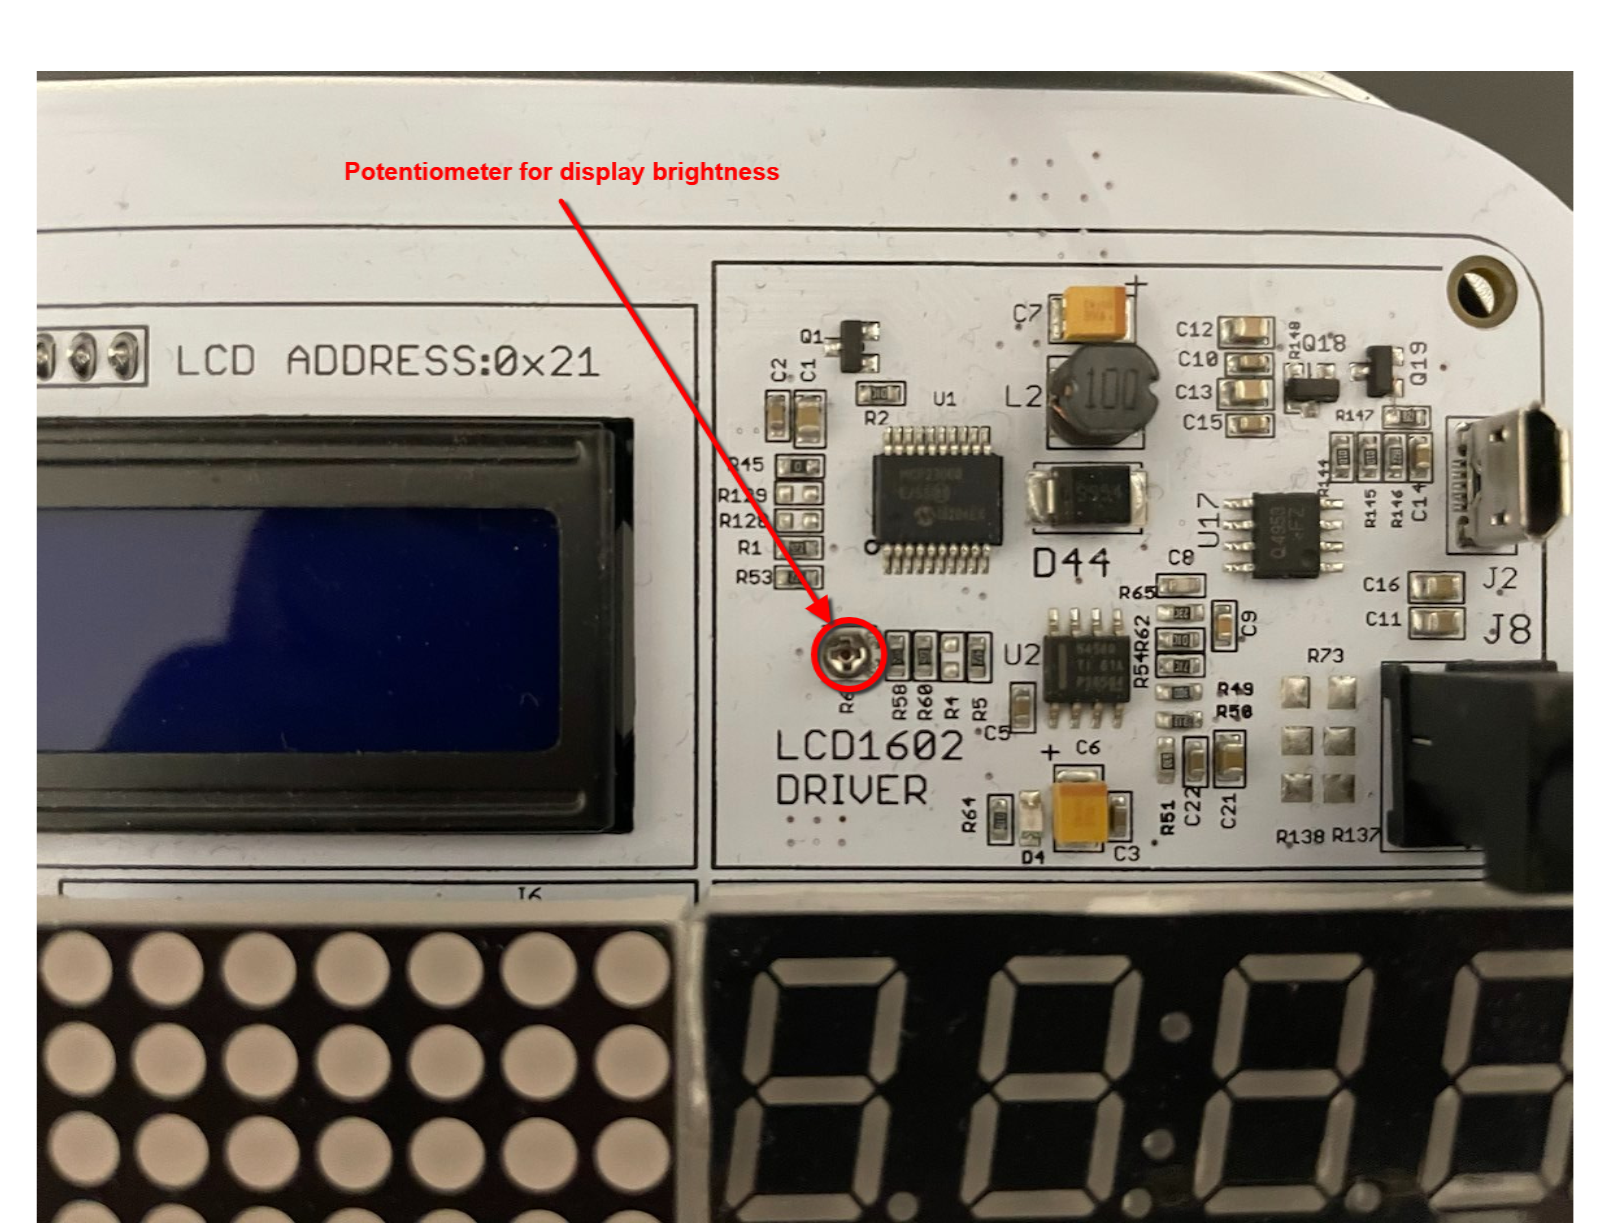 Potentiometer for display brightness
LCD ADDRESS:0x21
C7
+
Q1
C2
C1
R2
U1
L2
100
C12
C10
C13
C15
R148
Q18
Q19
R147
R45
R129
R128
R1
R53
D44
U17
R144
R145
R146
C14
J2
C8
R65
R62
R54
C9
C16
C11
J8
R6
R58
R60
R4
R5
U2
C5
R49
R50
R73
LCD1602
DRIVER
+
C6
R64
D4
C3
R51
C22
C21
R138
R137
J6